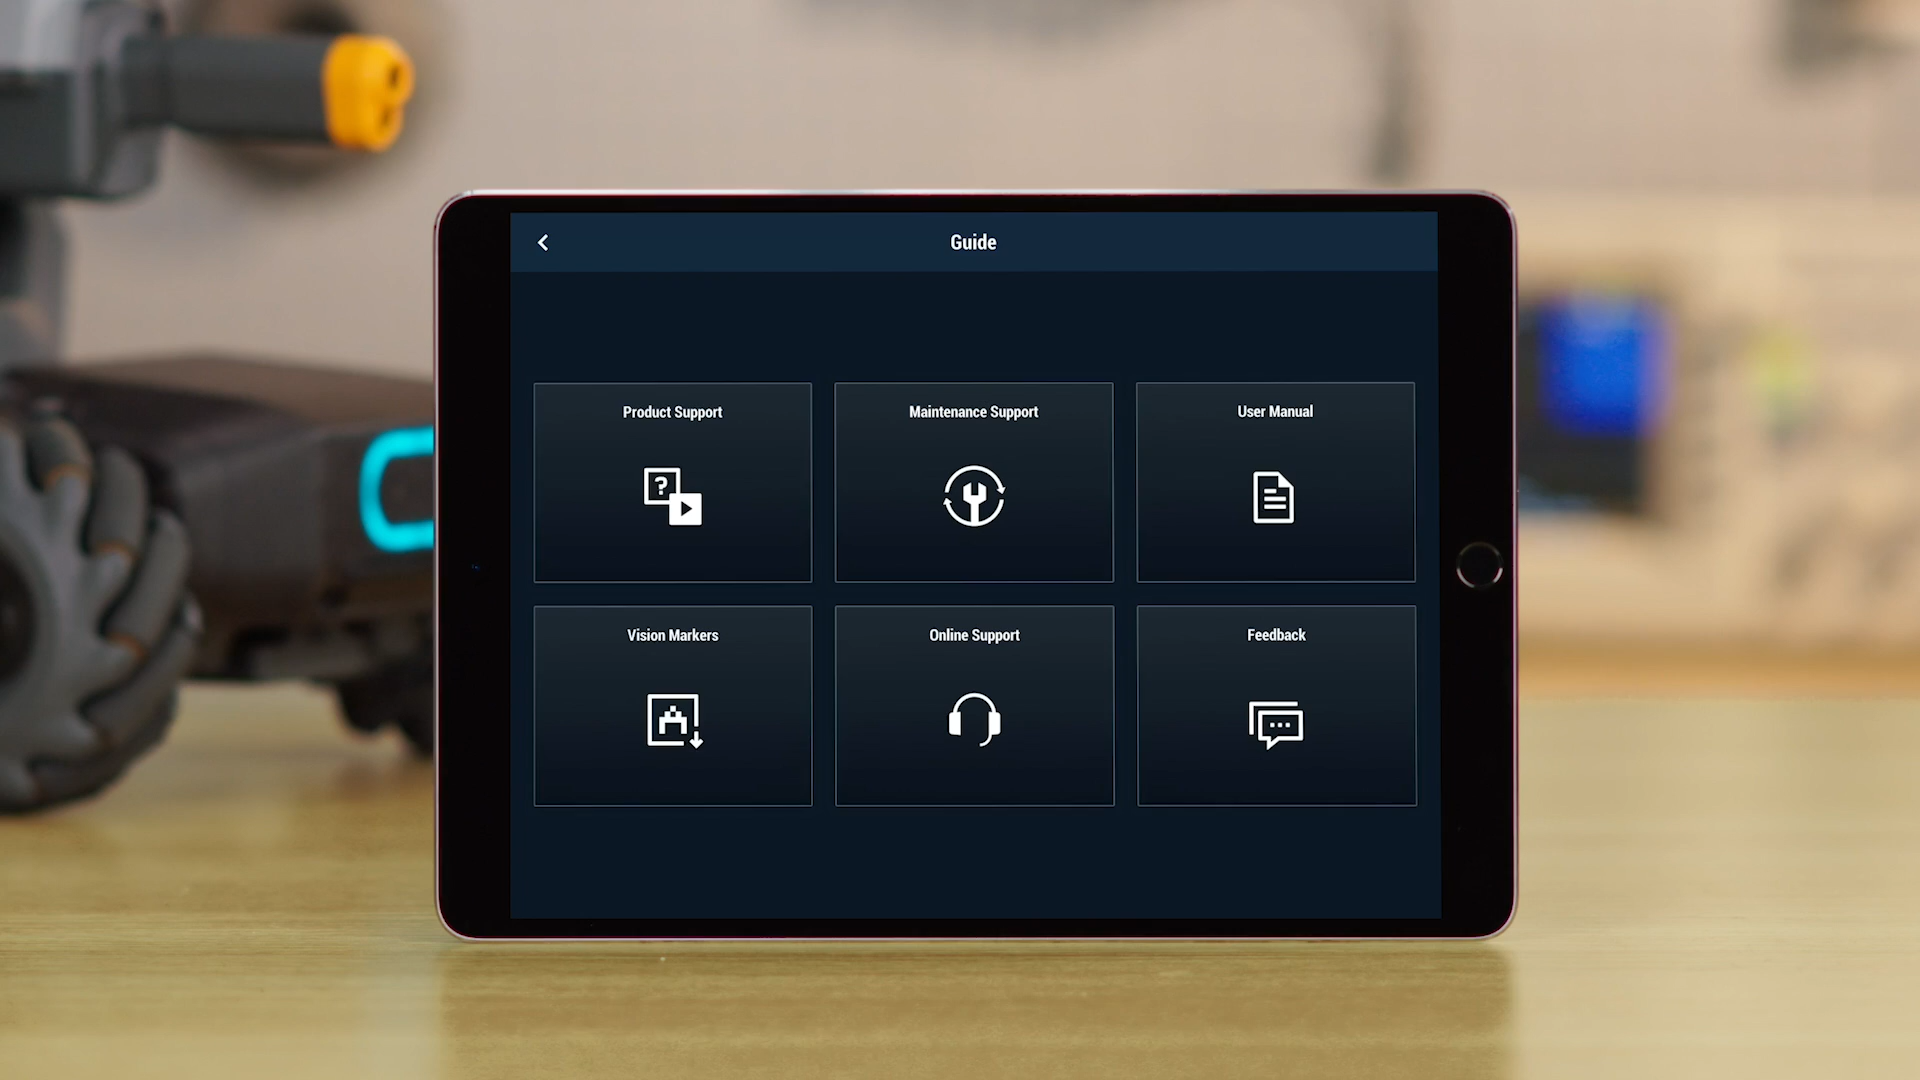 Guide
Product Support
Maintenance Support
User Manual
Vision Markers
Online Support
Feedback